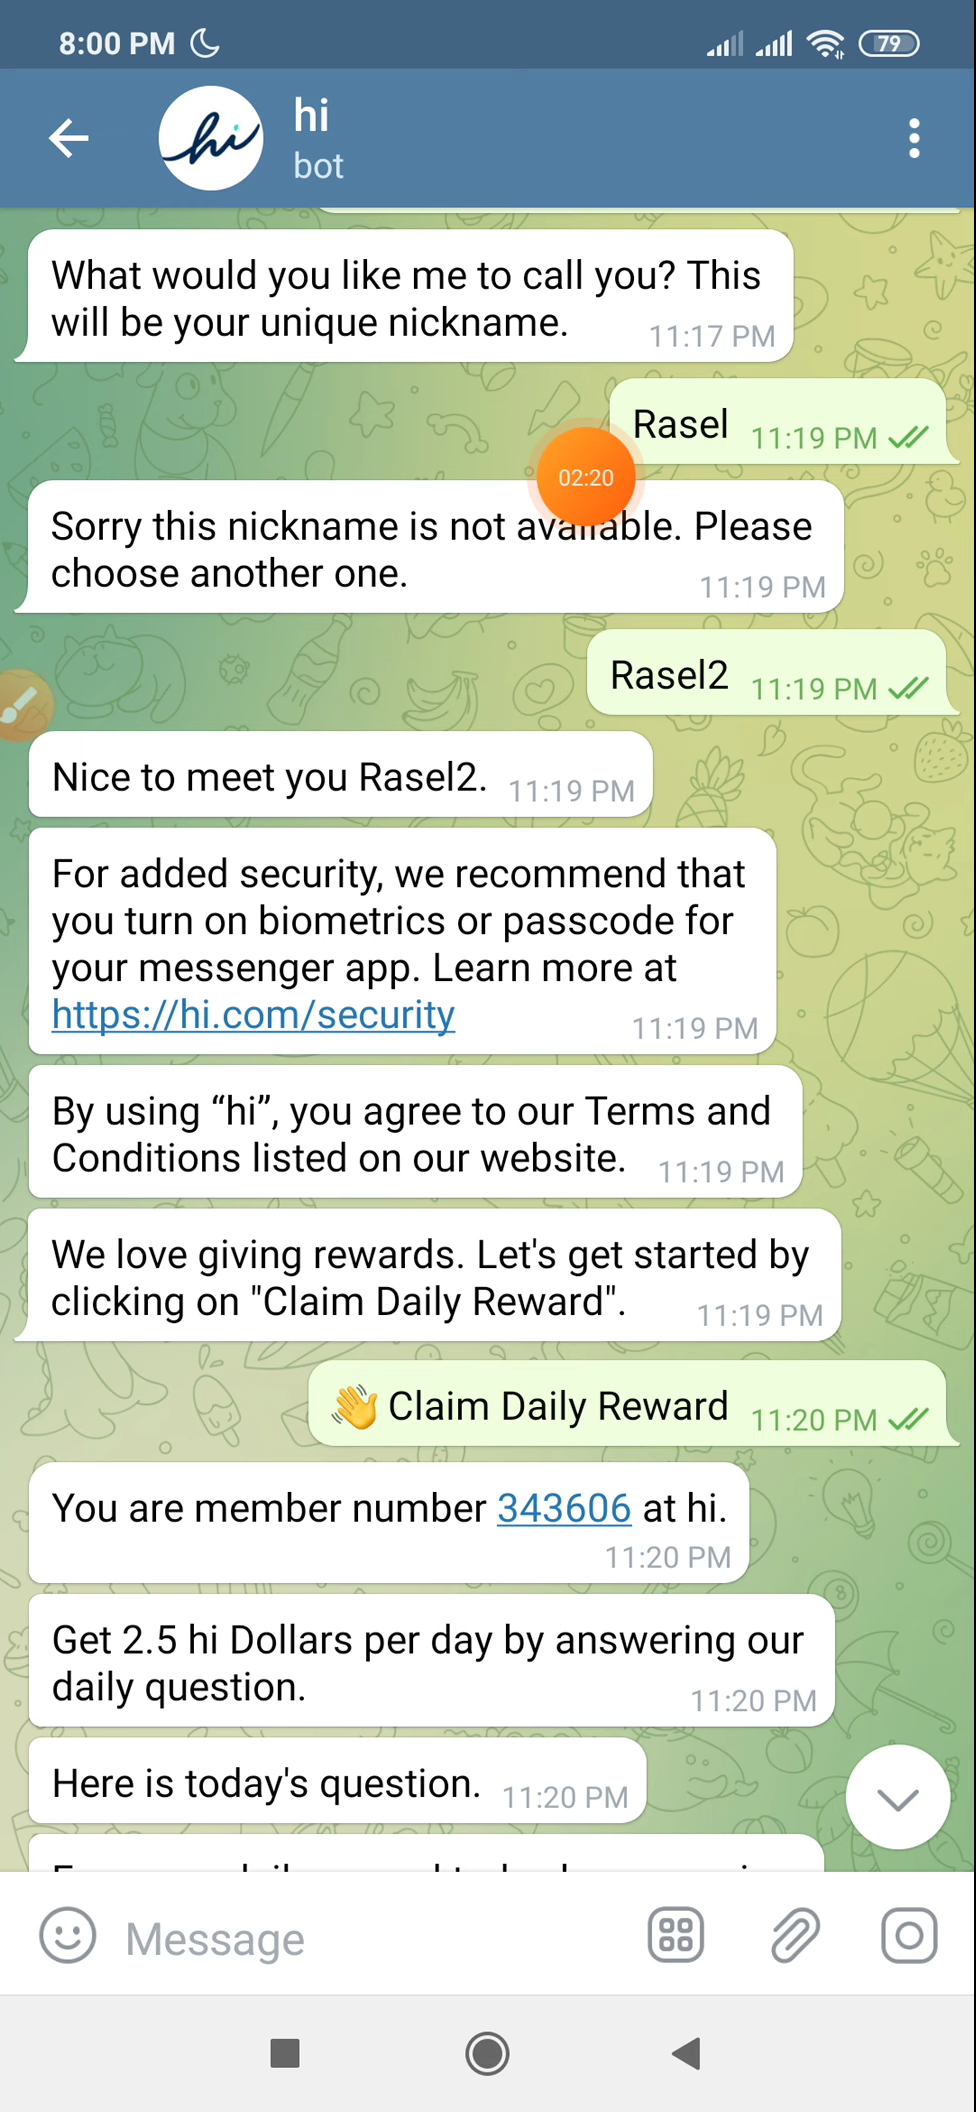 8:00 PM
79
hi
hi
bot
What would you like me to call you? This
will be your unique nickname.
11:17 PM
Rasel
11:19 PM
02:20
Sorry this nickname is not available. Please
choose another one.
11:19 PM
Rasel2
11:19 PM
Nice to meet you Rasel2.
11:19 PM
For added security, we recommend that
you turn on biometrics or passcode for
your messenger app. Learn more at
https://hi.com/security
11:19 PM
By using “hi”, you agree to our Terms and
Conditions listed on our website.
11:19 PM
We love giving rewards. Let's get started by
clicking on "Claim Daily Reward".
11:19 PM
👋 Claim Daily Reward
11:20 PM
You are member number 343606 at hi.
11:20 PM
Get 2.5 hi Dollars per day by answering our
daily question.
11:20 PM
Here is today's question.
11:20 PM
Message